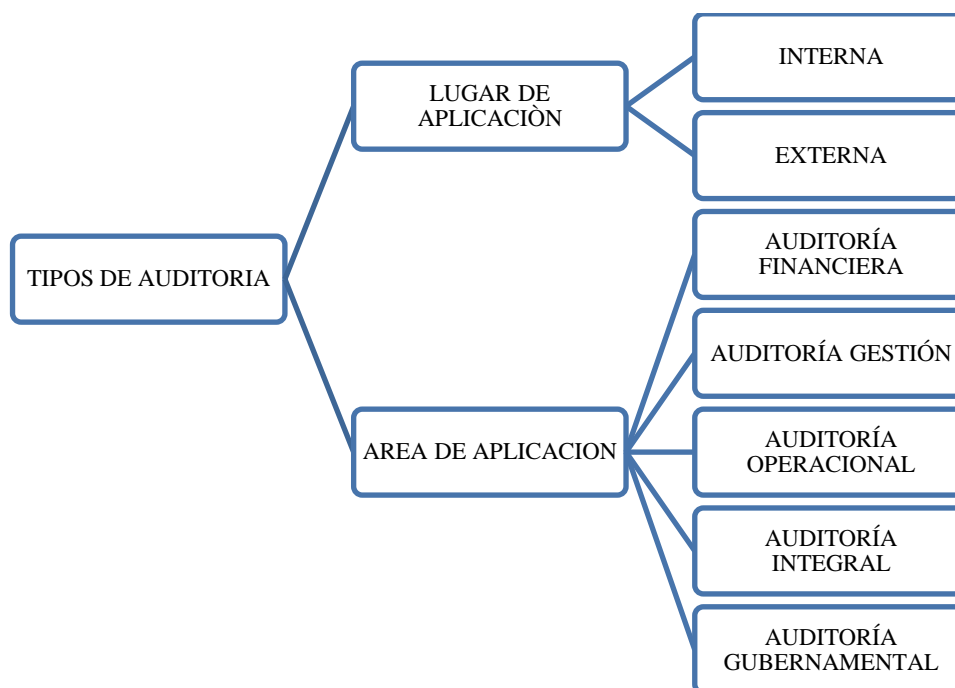 TIPOS DE AUDITORIA
LUGAR DE
APLICACIÒN
INTERNA
EXTERNA
AREA DE APLICACION
AUDITORÍA
FINANCIERA
AUDITORÍA GESTIÓN
AUDITORÍA
OPERACIONAL
AUDITORÍA
INTEGRAL
AUDITORÍA
GUBERNAMENTAL